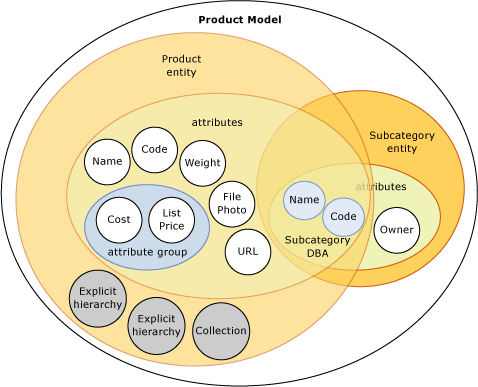 Product Model
Product
entity
attributes
Name
Code
Weight
File
Photo
URL
Cost
List
Price
attribute group
Explicit
hierarchy
Explicit
hierarchy
Collection
Subcategory
entity
attributes
Name
Code
Owner
Subcategory
DBA